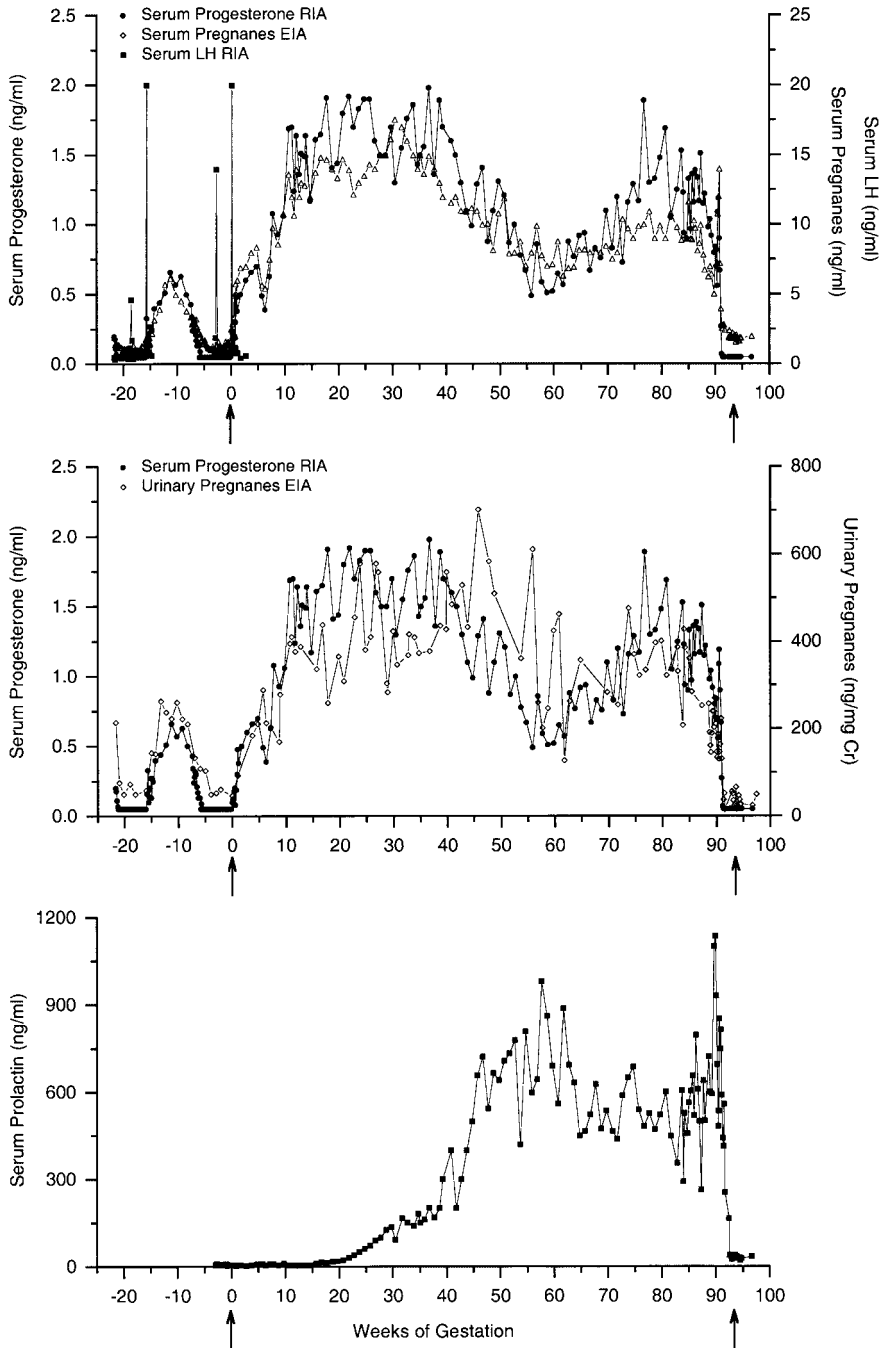 Serum Progesterone RIA
Serum Pregnanes EIA
Serum LH RIA
Serum Progesterone (ng/ml)
2.5
2.0
1.5
1.0
0.5
0.0
25
20
15
10
5
0
Serum Pregnanes (ng/ml)
Serum LH (ng/ml)
-20 -10 0 10 20 30 40 50 60 70 80 90 100
Serum Progesterone RIA
Urinary Pregnanes EIA
Serum Progesterone (ng/ml)
2.5
2.0
1.5
1.0
0.5
0.0
800
600
400
200
0
Urinary Pregnanes (ng/mg Cr)
-20 -10 0 10 20 30 40 50 60 70 80 90 100
Serum Prolactin (ng/ml)
1200
900
600
300
0
-20 -10 0 10 20 30 40 50 60 70 80 90 100
Weeks of Gestation